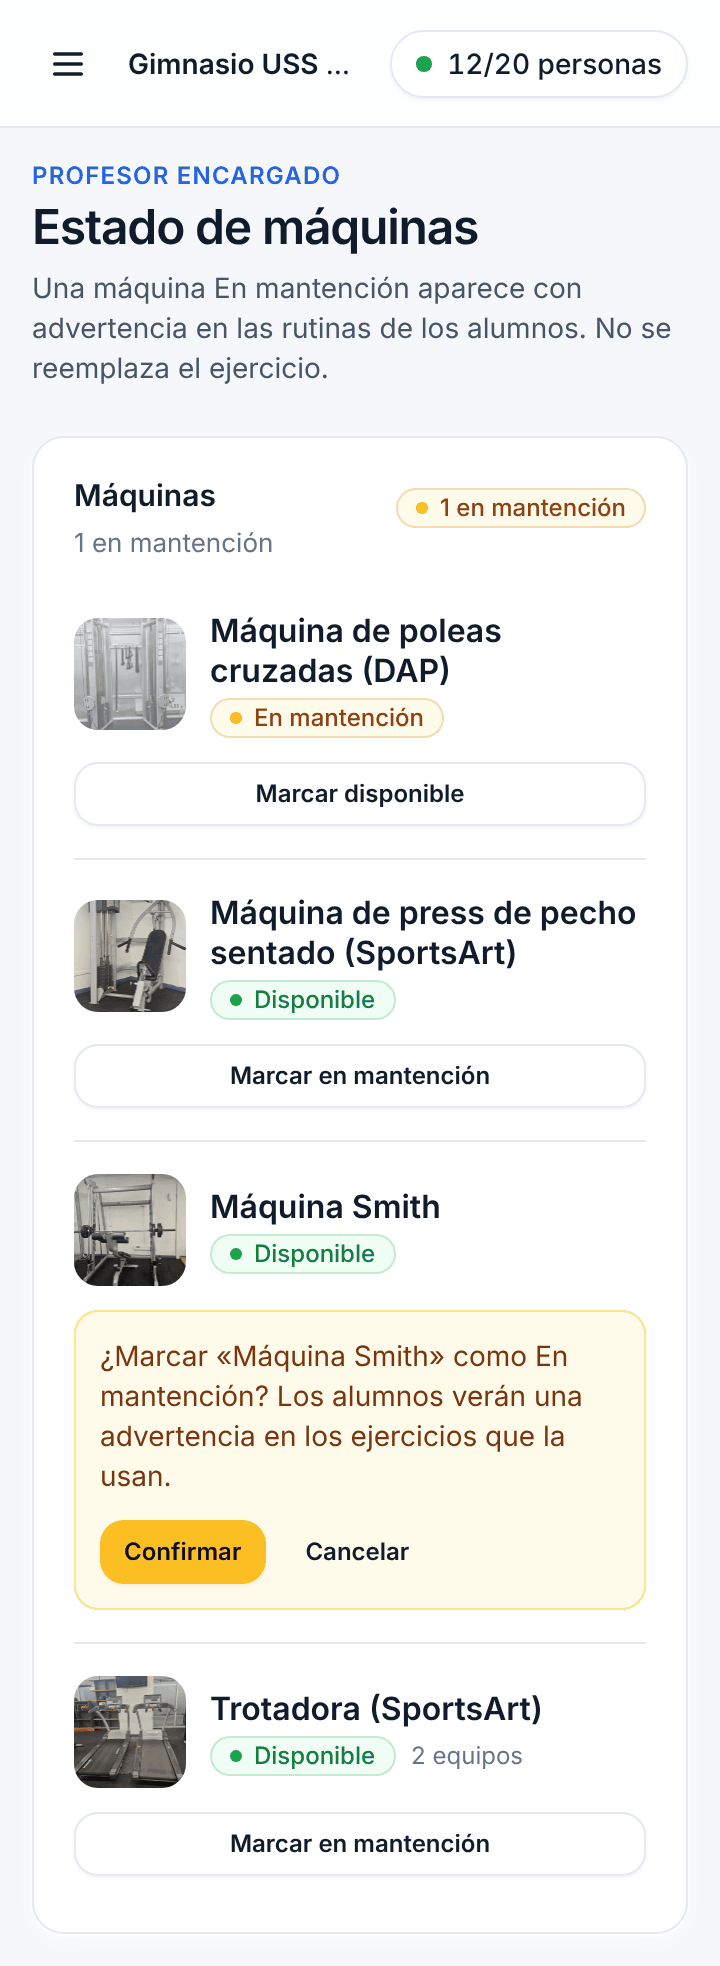 Gimnasio USS ...
12/20 personas
PROFESOR ENCARGADO
Estado de máquinas
Una máquina En mantención aparece con
advertencia en las rutinas de los alumnos. No se
reemplaza el ejercicio.
Máquinas
1 en mantención
1 en mantención
Máquina de poleas
cruzadas (DAP)
En mantención
Marcar disponible
Máquina de press de pecho
sentado (SportsArt)
Disponible
Marcar en mantención
Máquina Smith
Disponible
¿Marcar «Máquina Smith» como En
mantención? Los alumnos verán una
advertencia en los ejercicios que la
usan.
Confirmar
Cancelar
Trotadora (SportsArt)
Disponible
2 equipos
Marcar en mantención